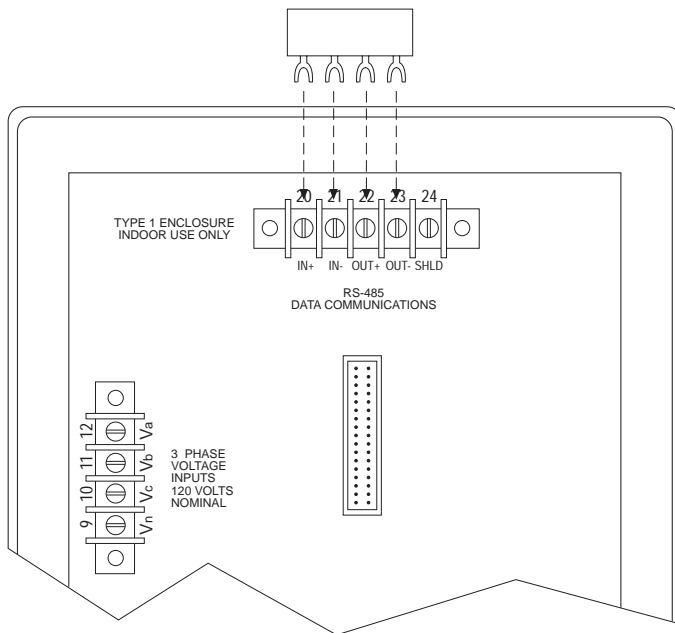 20 21 22 23 24
TYPE 1 ENCLOSURE
INDOOR USE ONLY
IN+ IN- OUT+ OUT- SHLD
RS-485
DATA COMMUNICATIONS
12 Va
11 Vb
10 Vc
9 Vn
3 PHASE
VOLTAGE
INPUTS
120 VOLTS
NOMINAL